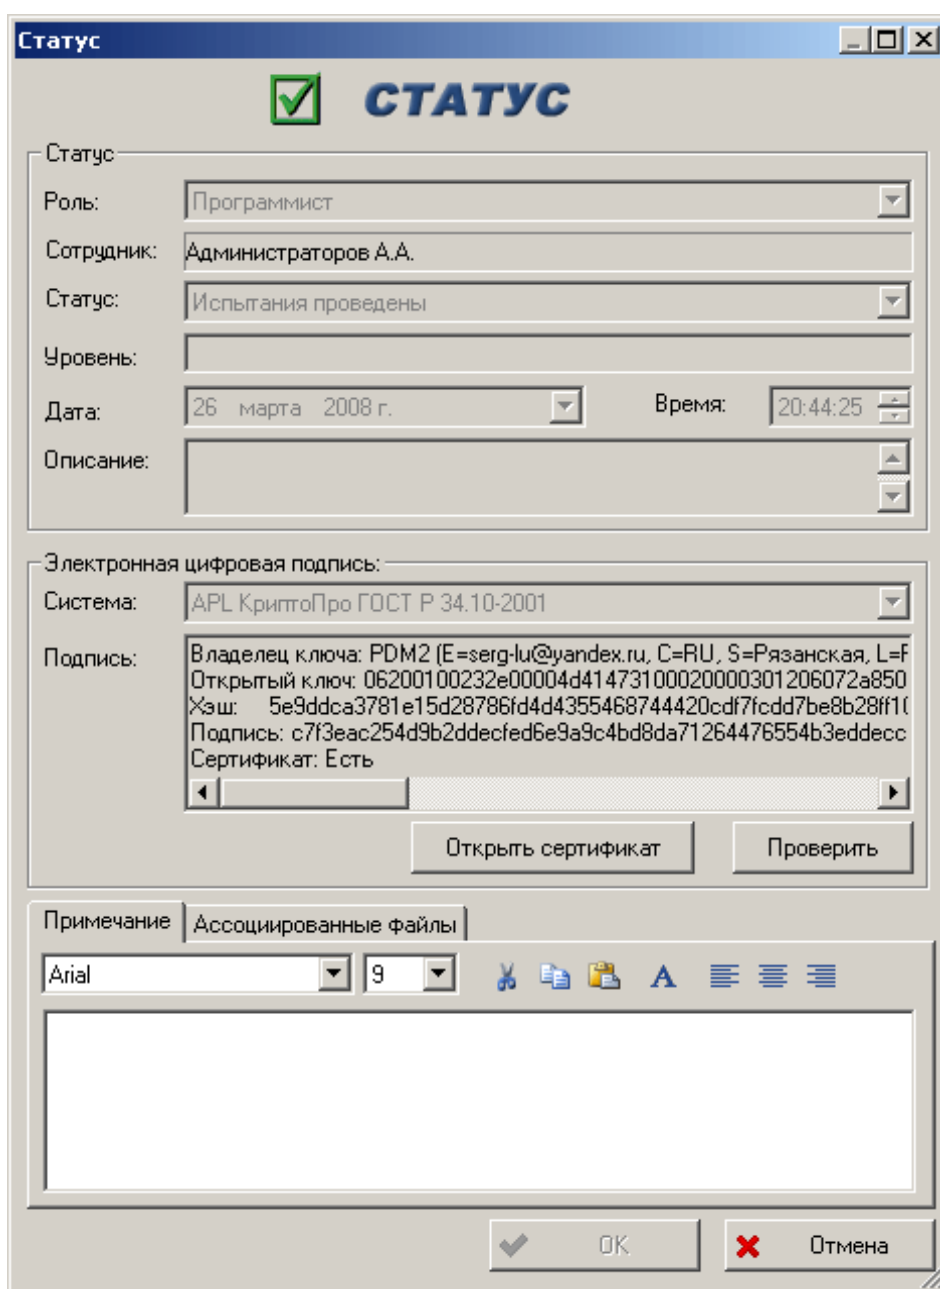 Статус
СТАТУС
Статус
Роль: Программист
Сотрудник: Администраторов А.А.
Статус: Испытания проведены
Уровень:
Дата: 26 марта 2008 г. Время: 20:44:25
Описание:
Электронная цифровая подпись:
Система: APL КриптоПро ГОСТ Р 34.10-2001
Подпись: Владелец ключа: PDM2 (E=serg-lu@yandex.ru, C=RU, S=Рязанская, L=
Открытый ключ: 06200100232e00004d41473100020000301206072a850
Хэш: 5e9ddca3781e15d28786fd4d4355468744420cdf7fcdd7be8b28ff1
Подпись: c7f3eac254d9b2ddecfed6e9a9c4bd8da71264476554b3eddecc
Сертификат: Есть
Открыть сертификат Проверить
Примечание Ассоциированные файлы
Arial 9 A
OK Отмена